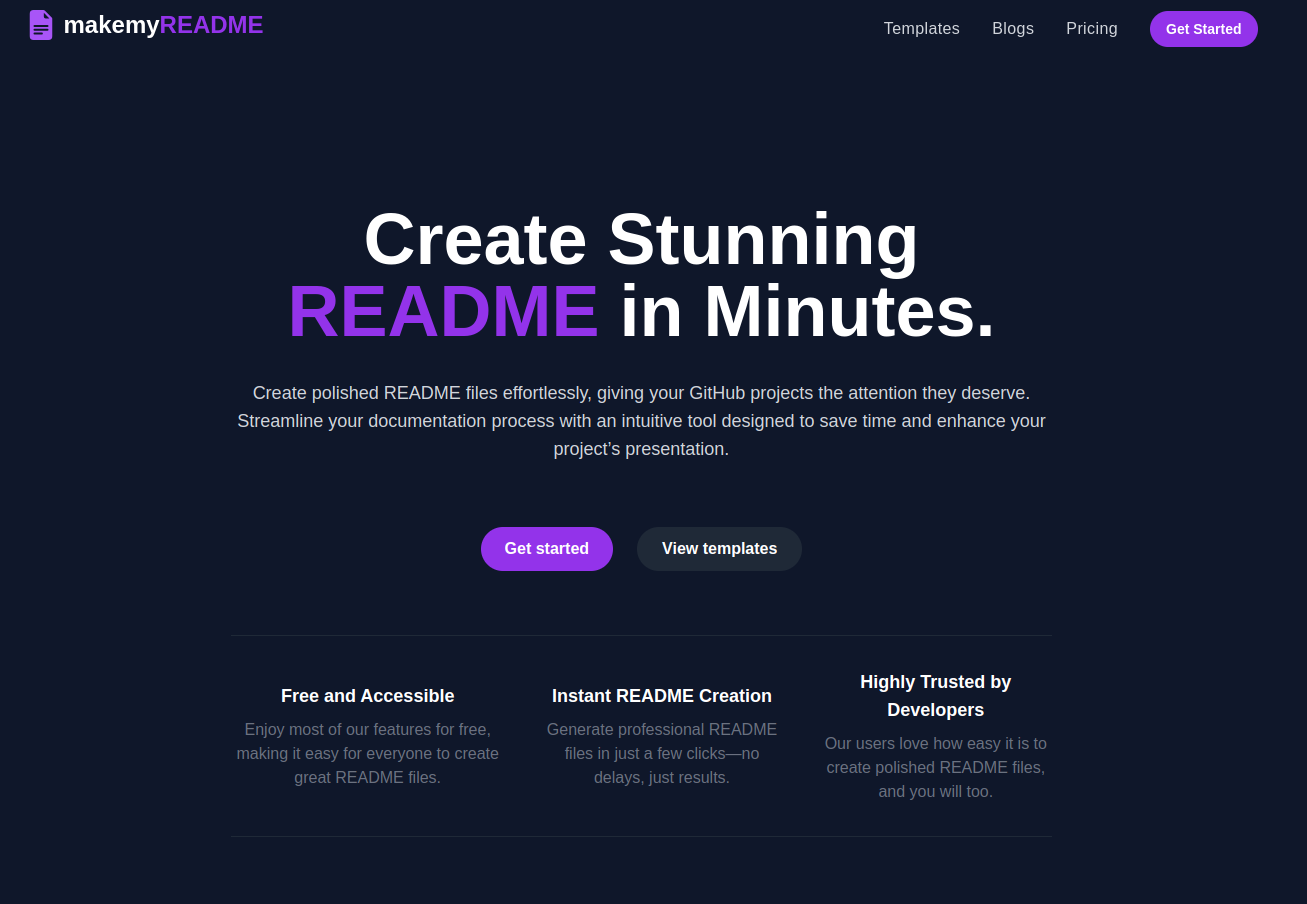 makemyREADME
Templates
Blogs
Pricing
Get Started
Create Stunning
README in Minutes.
Create polished README files effortlessly, giving your GitHub projects the attention they deserve.
Streamline your documentation process with an intuitive tool designed to save time and enhance your
project’s presentation.
Get started
View templates
Free and Accessible
Enjoy most of our features for free,
making it easy for everyone to create
great README files.
Instant README Creation
Generate professional README
files in just a few clicks—no
delays, just results.
Highly Trusted by
Developers
Our users love how easy it is to
create polished README files,
and you will too.